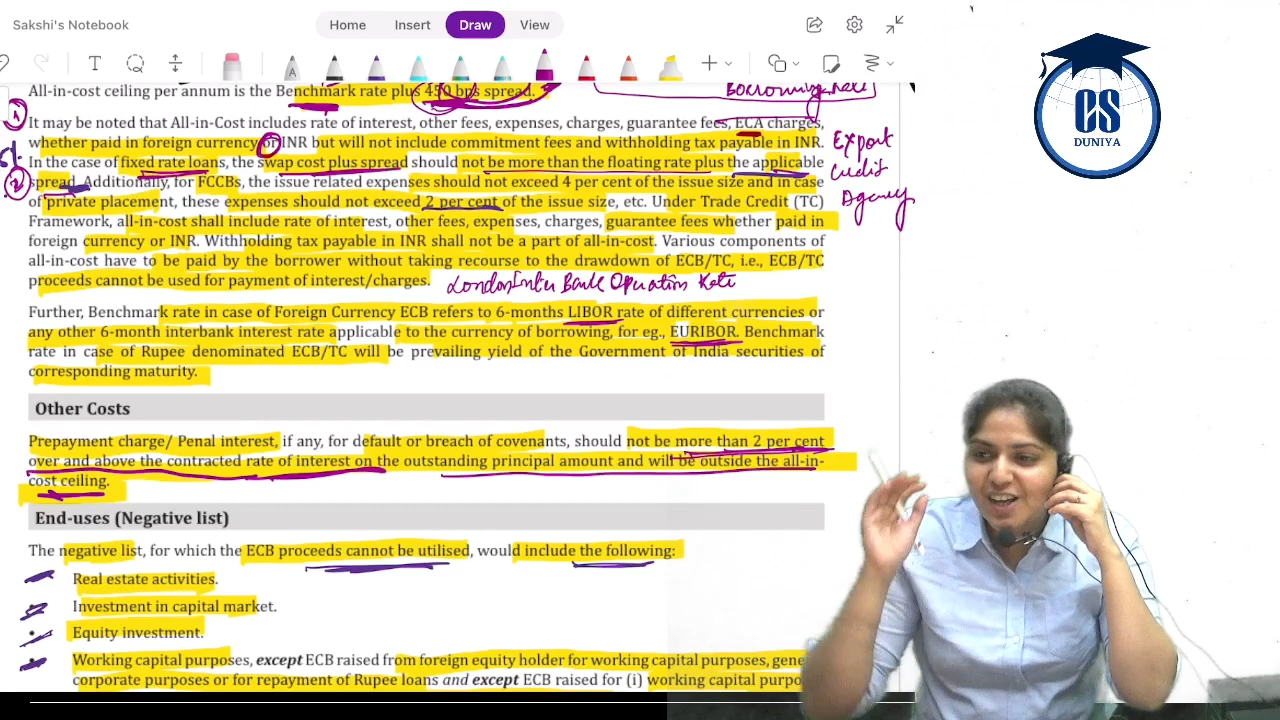 Sakshi's Notebook
Home Insert Draw View
All-in-cost ceiling per annum is the Benchmark rate plus 450 bps spread.
Borrowing Rate
It may be noted that All-in-Cost includes rate of interest, other fees, expenses, charges, guarantee fees, ECA charges,
whether paid in foreign currency or INR but will not include commitment fees and withholding tax payable in INR.
Export
In the case of fixed rate loans, the swap cost plus spread should not be more than the floating rate plus the applicable
Credit
spread. Additionally, for FCCBs, the issue related expenses should not exceed 4 per cent of the issue size and in case
Agency
of private placement, these expenses should not exceed 2 per cent of the issue size, etc. Under Trade Credit (TC)
Framework, all-in-cost shall include rate of interest, other fees, expenses, charges, guarantee fees whether paid in
foreign currency or INR. Withholding tax payable in INR shall not be a part of all-in-cost. Various components of
all-in-cost have to be paid by the borrower without taking recourse to the drawdown of ECB/TC, i.e., ECB/TC
proceeds cannot be used for payment of interest/charges.
London Inter Bank Operation Rate
Further, Benchmark rate in case of Foreign Currency ECB refers to 6-months LIBOR rate of different currencies or
any other 6-month interbank interest rate applicable to the currency of borrowing, for eg., EURIBOR. Benchmark
rate in case of Rupee denominated ECB/TC will be prevailing yield of the Government of India securities of
corresponding maturity.
Other Costs
Prepayment charge/ Penal interest, if any, for default or breach of covenants, should not be more than 2 per cent
over and above the contracted rate of interest on the outstanding principal amount and will be outside the all-in-
cost ceiling.
End-uses (Negative list)
The negative list, for which the ECB proceeds cannot be utilised, would include the following:
Real estate activities.
Investment in capital market.
Equity investment.
Working capital purposes, except ECB raised from foreign equity holder for working capital purposes, gene
corporate purposes or for repayment of Rupee loans and except ECB raised for (i) working capital purpo
CS
DUNIYA